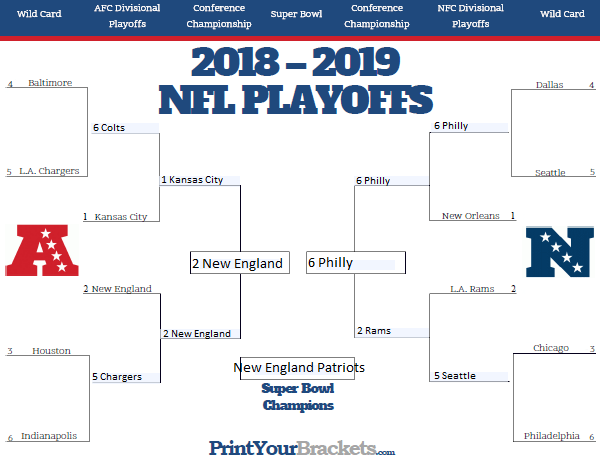 Wild Card
AFC Divisional
Playoffs
Conference
Championship
Super Bowl
Conference
Championship
NFC Divisional
Playoffs
Wild Card
2018 – 2019
NFL PLAYOFFS
4 Baltimore
Dallas 4
6 Colts
6 Philly
5 L.A. Chargers
1 Kansas City
6 Philly
Seattle 5
1 Kansas City
New Orleans 1
A
N
2 New England
6 Philly
2 New England
L.A. Rams 2
2 New England
2 Rams
3 Houston
Chicago 3
New England Patriots
5 Chargers
5 Seattle
Super Bowl
Champions
6 Indianapolis
Philadelphia 6
PrintYourBrackets.com